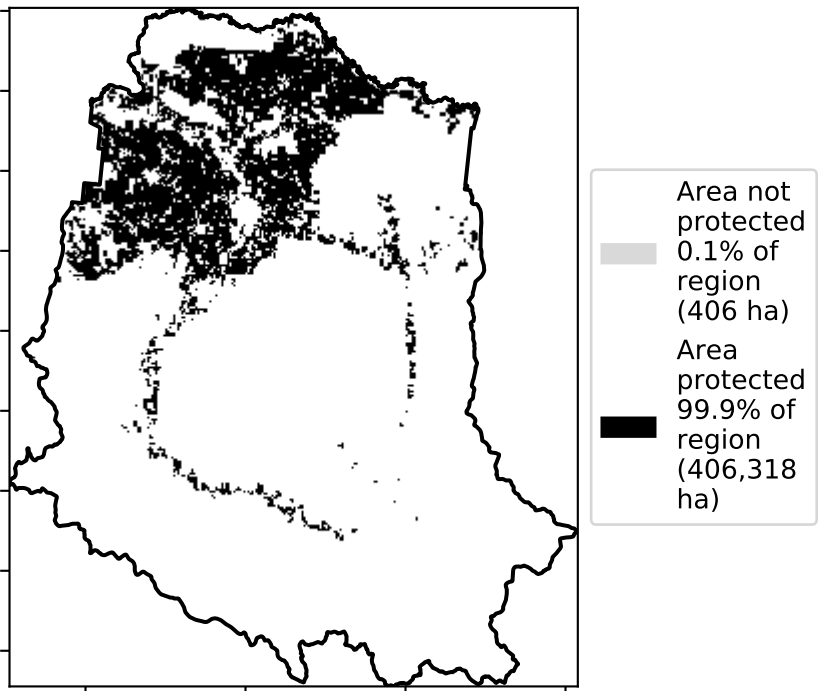 Area not
protected
0.1% of
region
(406 ha)
Area
protected
99.9% of
region
(406,318
ha)